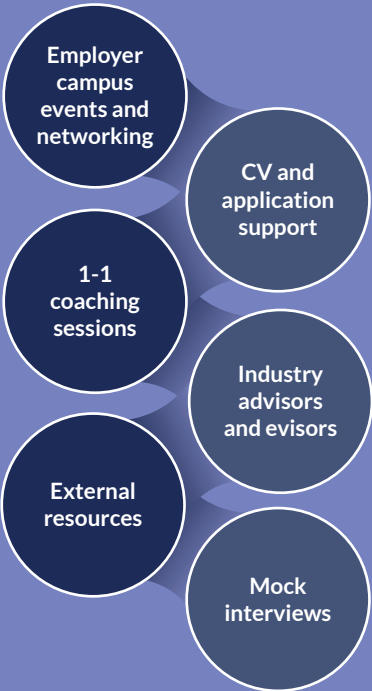 Employer
campus
events and
networking
CV and
application
support
1-1
coaching
sessions
Industry
advisors
and evisors
External
resources
Mock
interviews